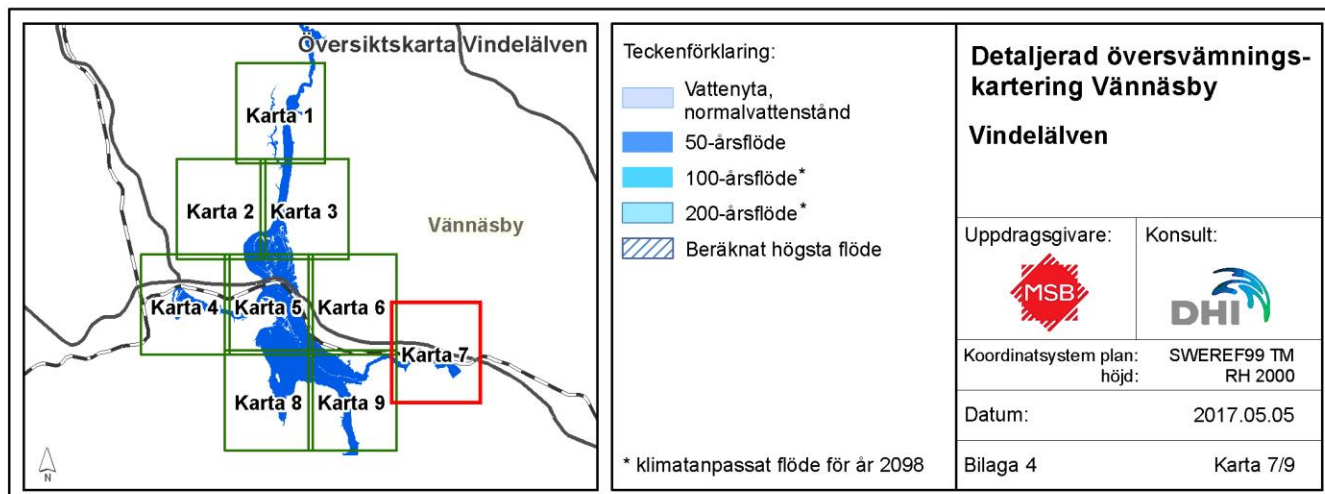 Översiktskarta Vindelälven
Karta 1
Karta 2
Karta 3
Vännäsby
Karta 4
Karta 5
Karta 6
Karta 7
Karta 8
Karta 9
N
Teckenförklaring:
Vattenyta,
normalvattenstånd
50-årsflöde
100-årsflöde*
200-årsflöde*
Beräknat högsta flöde
* klimatanpassat flöde för år 2098
Detaljerad översvämnings-
kartering Vännäsby
Vindelälven
Uppdragsgivare:
Konsult:
MSB
DHI
Koordinatsystem plan: SWEREF99 TM
höjd: RH 2000
Datum: 2017.05.05
Bilaga 4 Karta 7/9